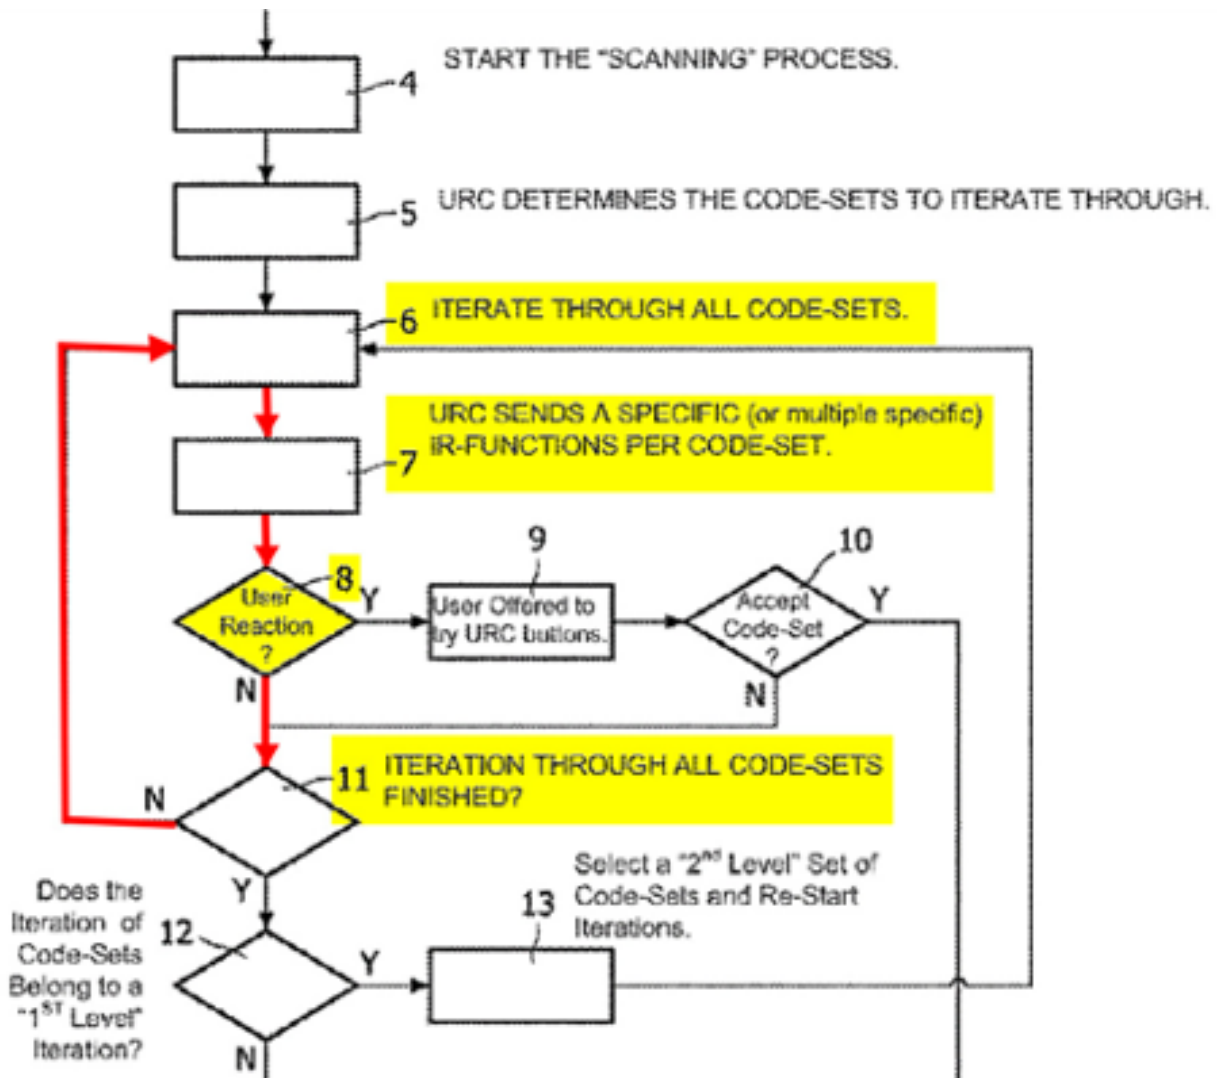 START THE "SCANNING" PROCESS.
4
URC DETERMINES THE CODE-SETS TO ITERATE THROUGH.
5
ITERATE THROUGH ALL CODE-SETS.
6
URC SENDS A SPECIFIC (or multiple specific)
IR-FUNCTIONS PER CODE-SET.
7
8
User
Reaction
?
Y
N
9
User Offered to
try URC buttons.
10
Accept
Code-Set
?
Y
N
11
ITERATION THROUGH ALL CODE-SETS
FINISHED?
N
Y
Does the
Iteration of
Code-Sets
Belong to a
"1ST Level"
Iteration?
12
Y
N
13
Select a "2nd Level" Set of
Code-Sets and Re-Start
Iterations.